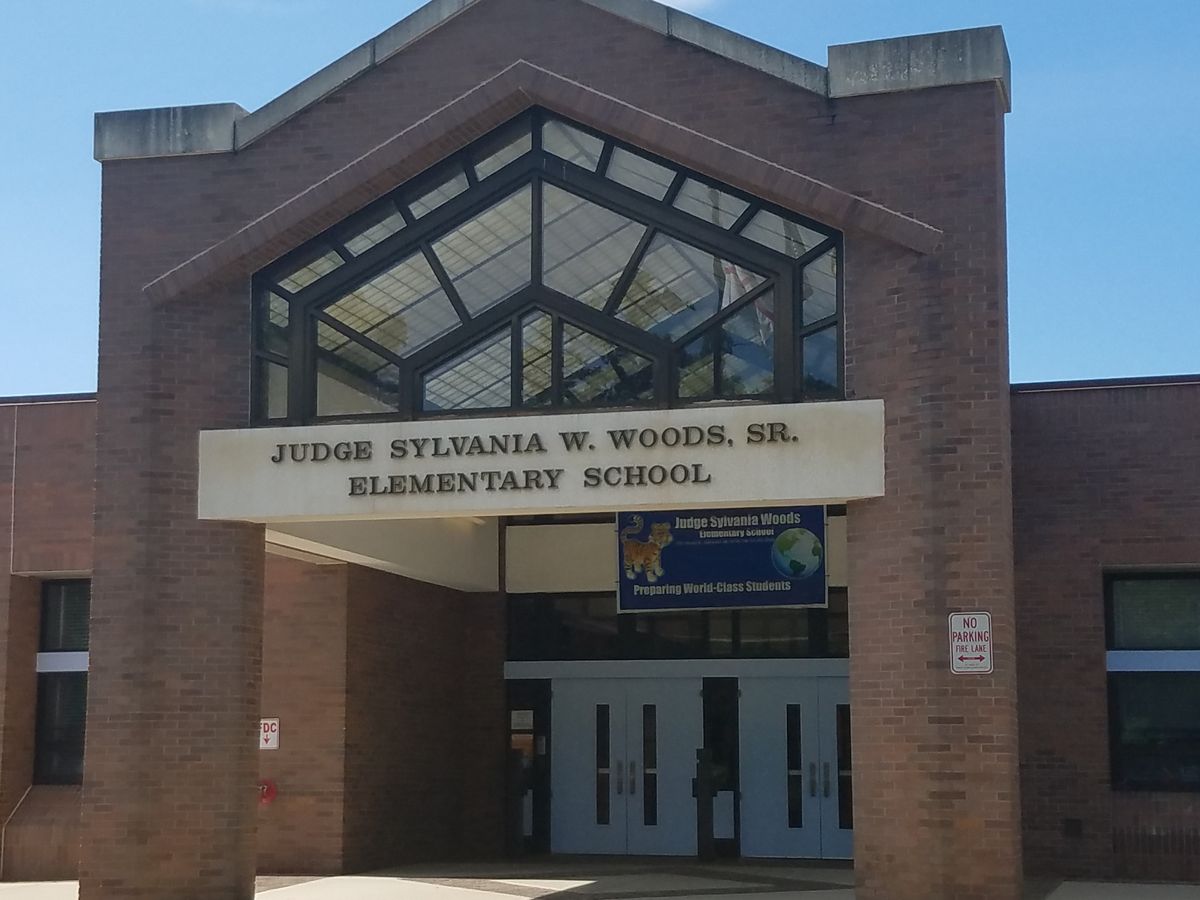 JUDGE SYLVANIA W. WOODS, SR.
ELEMENTARY SCHOOL
Judge Sylvania Woods
Elementary School
Preparing World-Class Students
NO
PARKING
FIRE LANE
FDC